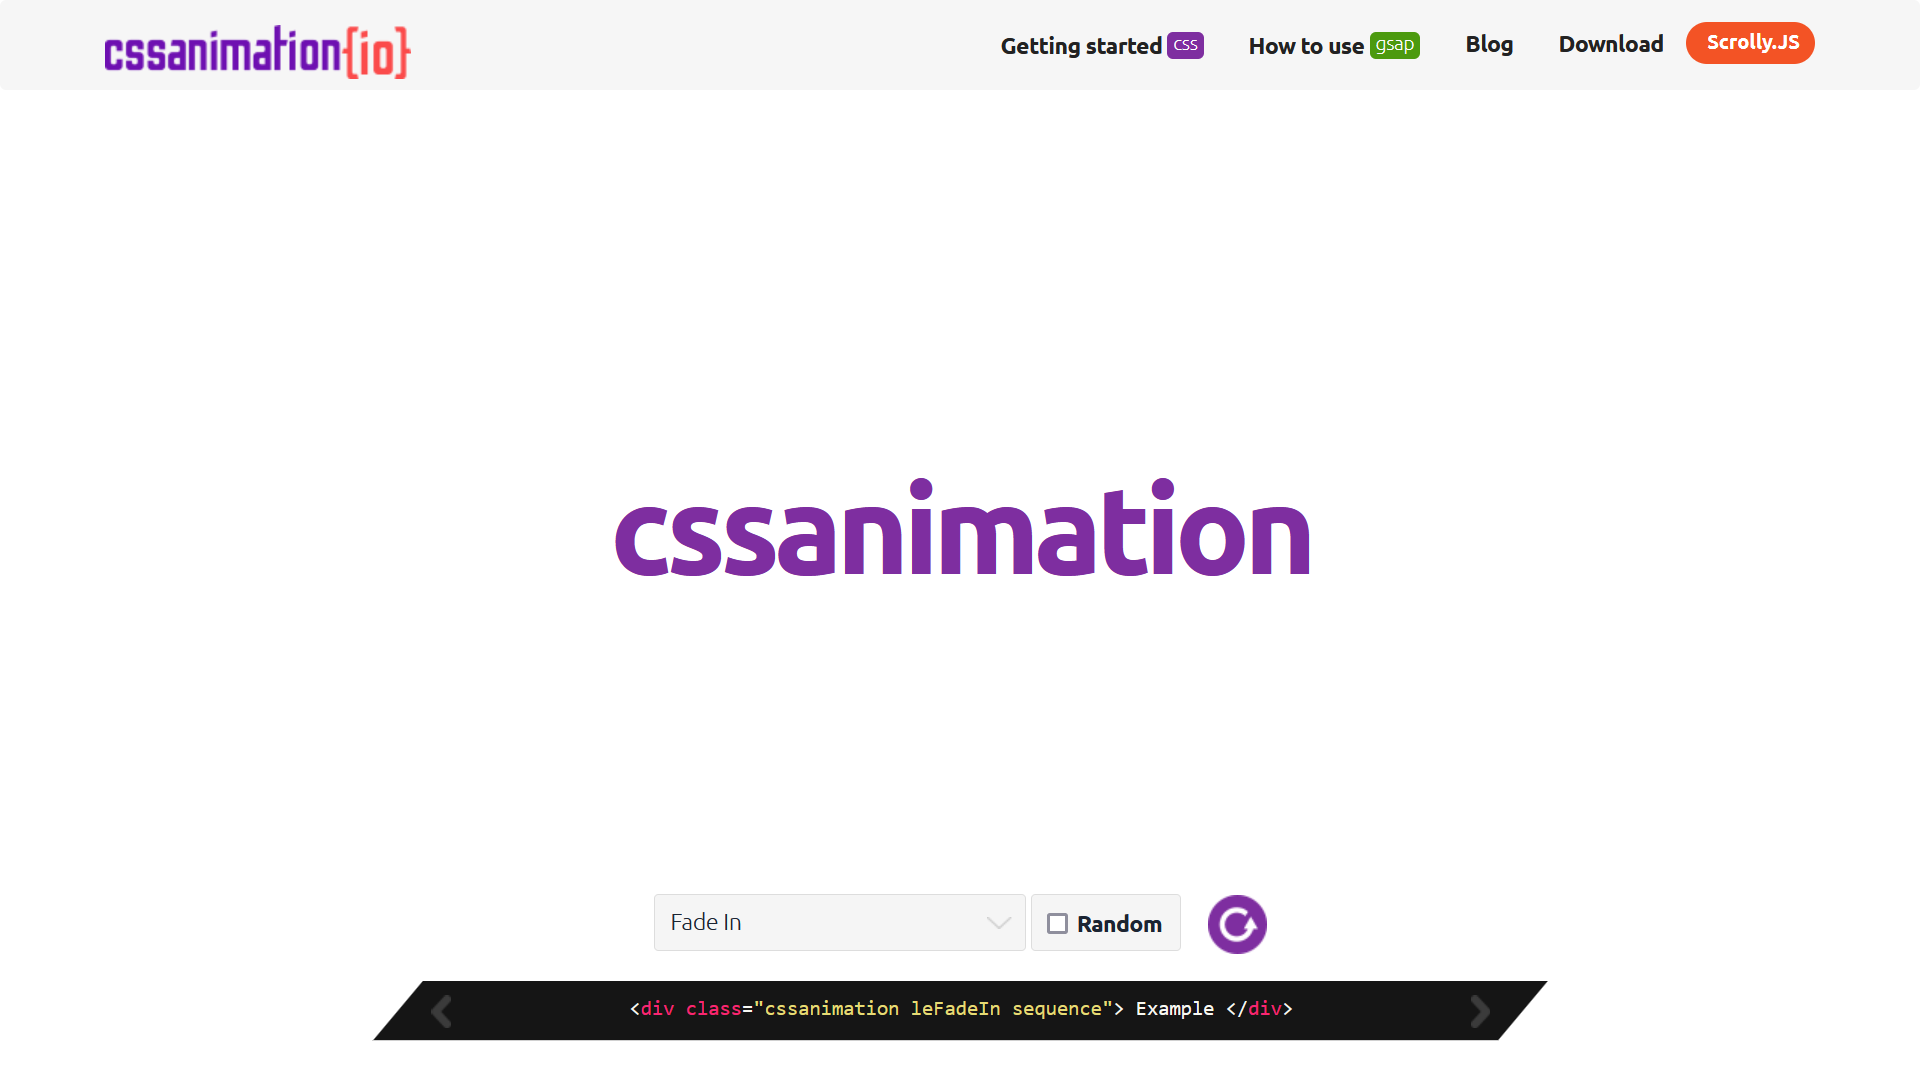 cssanimation{io}
Getting started css How to use gsap Blog Download Scrolly.JS
cssanimation
Fade In Random
<div class="cssanimation leFadeIn sequence"> Example </div>